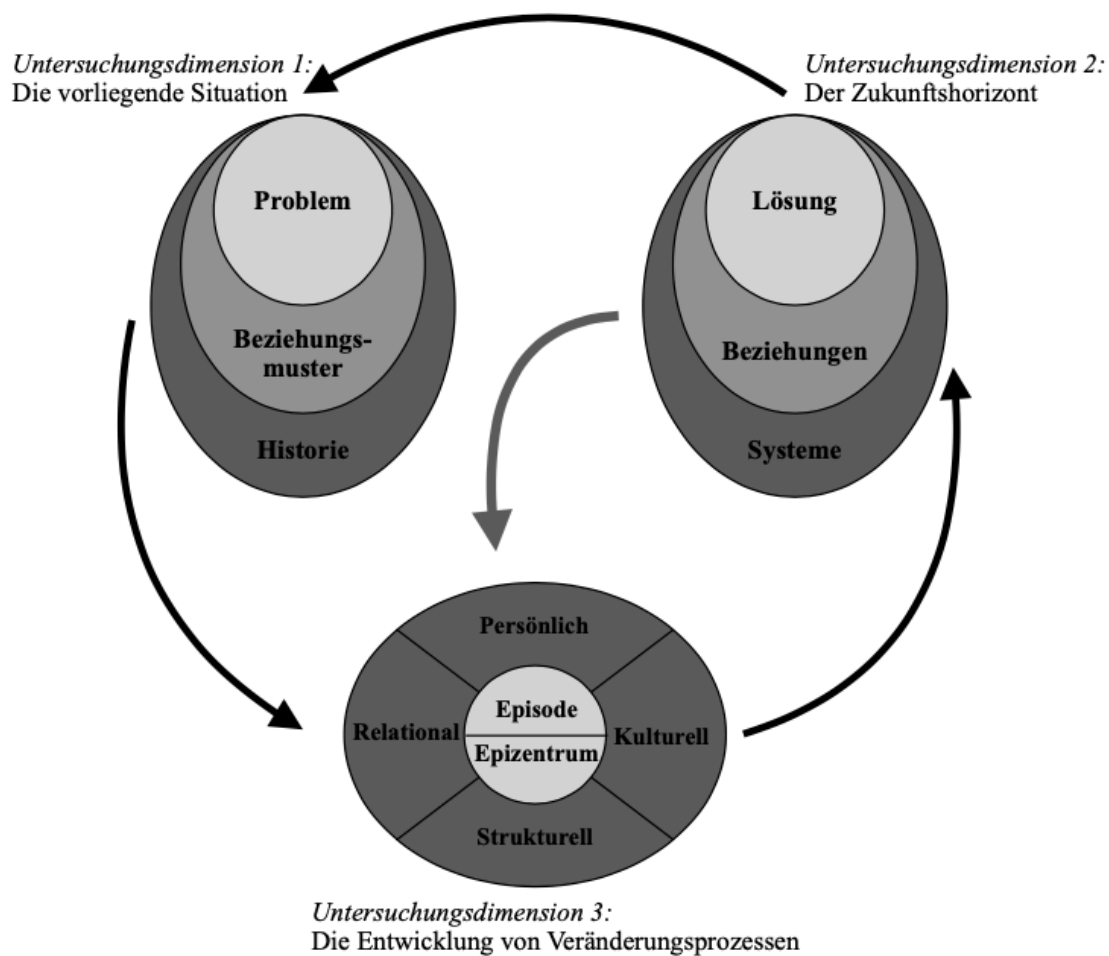 Untersuchungsdimension 1:
Die vorliegende Situation
Untersuchungsdimension 2:
Der Zukunftshorizont
Problem
Beziehungs-
muster
Historie
Lösung
Beziehungen
Systeme
Persönlich
Relational
Episode
Epizentrum
Kulturell
Strukturell
Untersuchungsdimension 3:
Die Entwicklung von Veränderungsprozessen